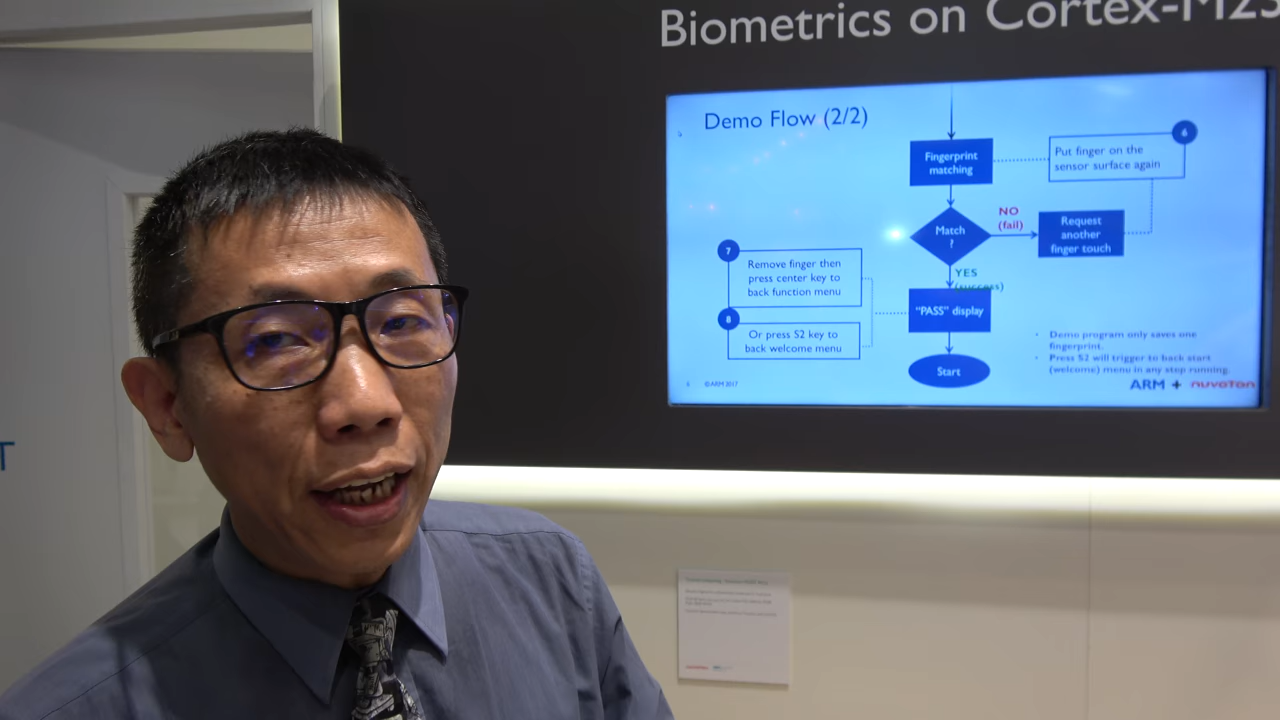 Biometrics on Cortex-M23
Demo Flow (2/2)
Fingerprint
matching
6
Put finger on the
sensor surface again
Match
?
NO
(fail)
Request
another
finger touch
YES
(success)
7
Remove finger then
press center key to
back function menu
"PASS" display
8
Or press S2 key to
back welcome menu
Start
• Demo program only saves one
fingerprint.
• Press S2 will trigger to back start
(welcome) menu in any step running.
©ARM 2017
ARM + nuvoTon
T